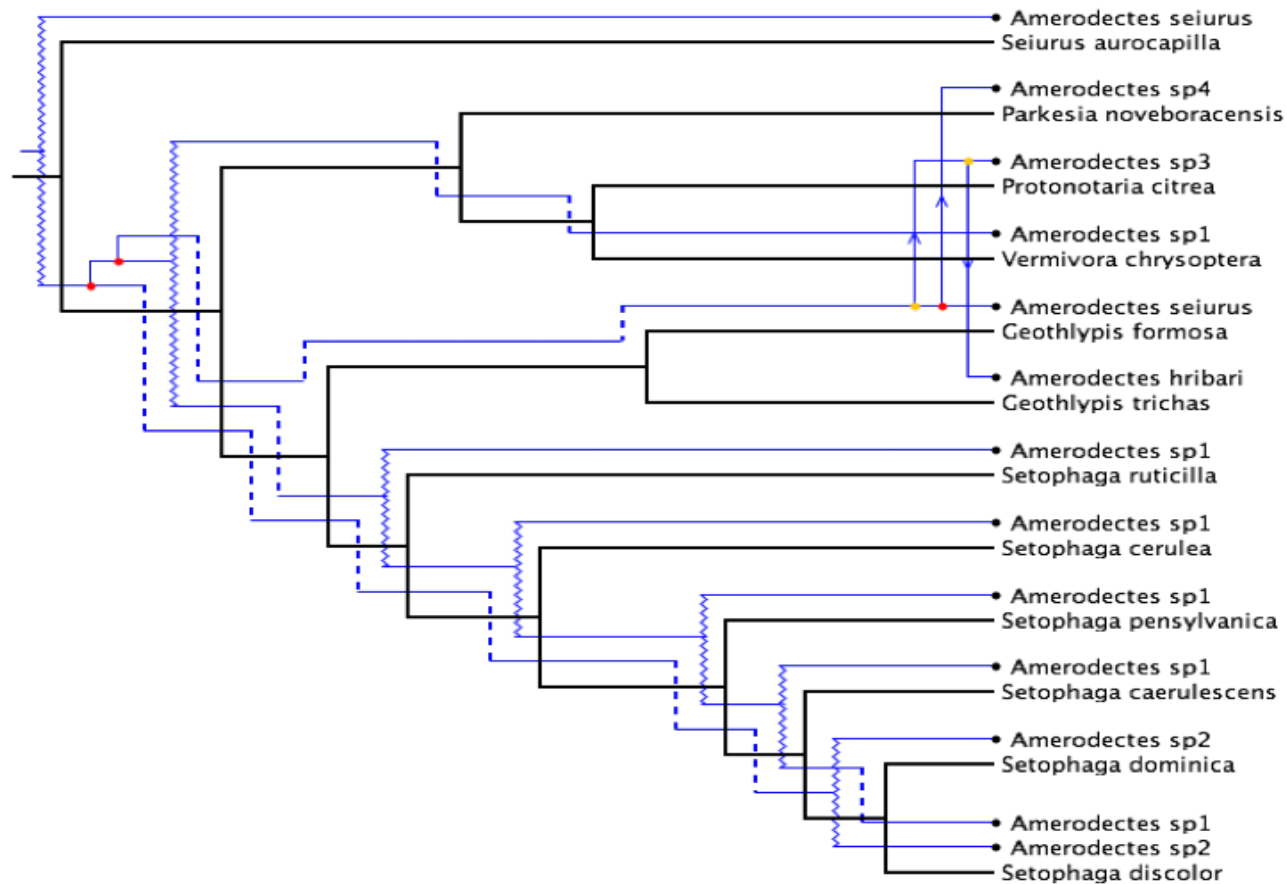 Amerodectes seiurus
Seiurus aurocapilla
Amerodectes sp4
Parkesia noveboracensis
Amerodectes sp3
Protonotaria citrea
Amerodectes sp1
Vermivora chrysoptera
Amerodectes seiurus
Geothlypis formosa
Amerodectes hribari
Geothlypis trichas
Amerodectes sp1
Setophaga ruticilla
Amerodectes sp1
Setophaga cerulea
Amerodectes sp1
Setophaga pensylvanica
Amerodectes sp1
Setophaga caerulescens
Amerodectes sp2
Setophaga dominica
Amerodectes sp1
Amerodectes sp2
Setophaga discolor